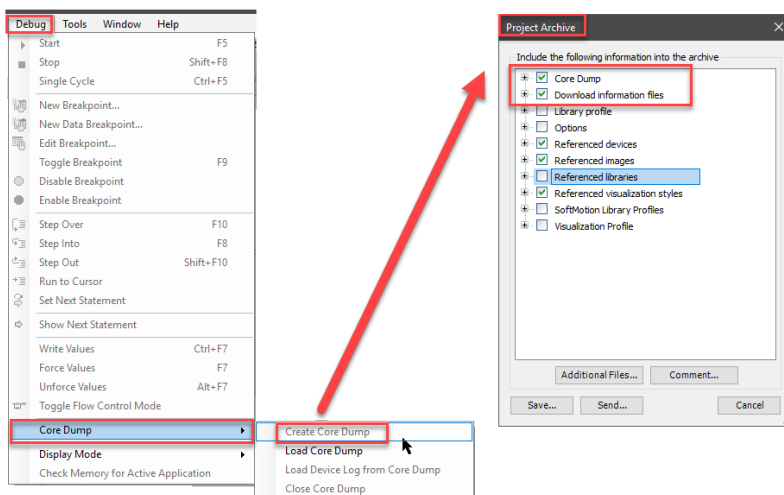 Debug Tools Window Help
Start F5
Stop Shift+F8
Single Cycle Ctrl+F5
New Breakpoint...
New Data Breakpoint...
Edit Breakpoint...
Toggle Breakpoint F9
Disable Breakpoint
Enable Breakpoint
Step Over F10
Step Into F8
Step Out Shift+F10
Run to Cursor
Set Next Statement
Show Next Statement
Write Values Ctrl+F7
Force Values F7
Unforce Values Alt+F7
Toggle Flow Control Mode
Core Dump
Display Mode
Check Memory for Active Application
Create Core Dump
Load Core Dump
Load Device Log from Core Dump
Close Core Dump
Project Archive
Include the following information into the archive
Core Dump
Download information files
Library profile
Options
Referenced devices
Referenced images
Referenced libraries
Referenced visualization styles
SoftMotion Library Profiles
Visualization Profile
Additional Files... Comment...
Save... Send... Cancel